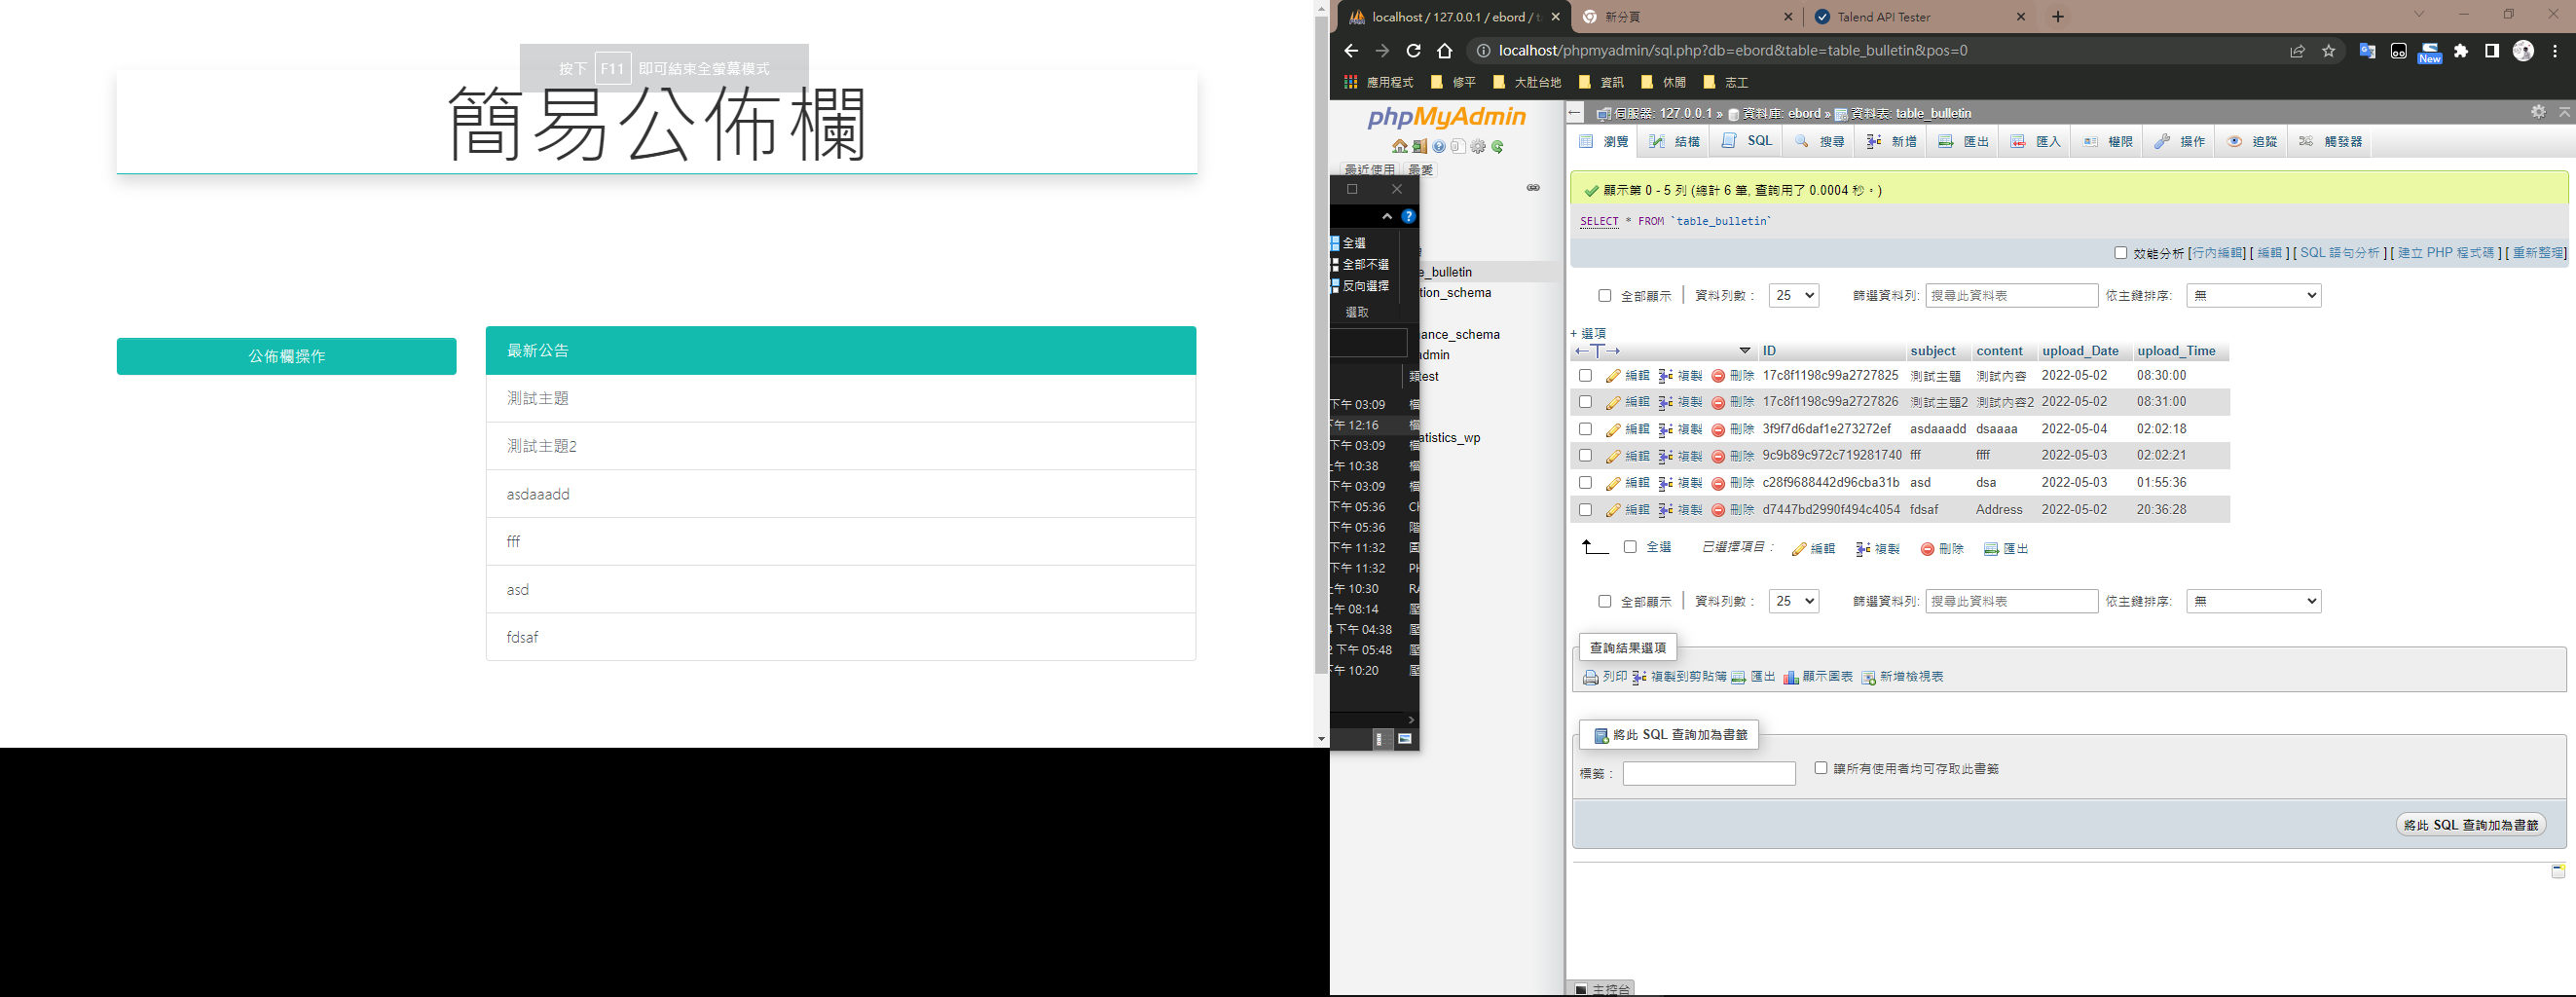 按下 F11 即可結束全螢幕模式
簡易公佈欄
公佈欄操作
最新公告
測試主題
測試主題2
asdaaadd
fff
asd
fdsaf
localhost / 127.0.0.1 / ebord / t
新分頁
Talend API Tester
localhost/phpmyadmin/sql.php?db=ebord&table=table_bulletin&pos=0
New
應用程式 修平 大肚台地 資訊 休閒 志工
phpMyAdmin
最近使用 最愛
全選
全部不選
反向選擇
選取
e_bulletin
tion_schema
ance_schema
admin
類 test
atistics_wp
下午 03:09
午 12:16
下午 03:09
午 10:38
下午 03:09
下午 05:36
下午 05:36
下午 11:32
下午 11:32
午 10:30
午 08:14
下午 04:38
下午 05:48
午 10:20
伺服器: 127.0.0.1 » 資料庫: ebord » 資料表: table_bulletin
瀏覽 結構 SQL 搜尋 新增 匯出 匯入 權限 操作 追蹤 觸發器
顯示第 0 - 5 列 (總計 6 筆, 查詢用了 0.0004 秒。)
SELECT * FROM `table_bulletin`
效能分析 [行內編輯] [ 編輯 ] [ SQL 語句分析 ] [ 建立 PHP 程式碼 ] [ 重新整理]
全部顯示 | 資料列數： 25 篩選資料列: 搜尋此資料表 依主鍵排序: 無
+ 選項
←T→ ID subject content upload_Date upload_Time
編輯 複製 刪除 17c8f1198c99a2727825 測試主題 測試內容 2022-05-02 08:30:00
編輯 複製 刪除 17c8f1198c99a2727826 測試主題2 測試內容2 2022-05-02 08:31:00
編輯 複製 刪除 3f9f7d6daf1e273272ef asdaaadd dsaaaa 2022-05-04 02:02:18
編輯 複製 刪除 9c9b89c972c719281740 fff ffff 2022-05-03 02:02:21
編輯 複製 刪除 c28f9688442d96cba31b asd dsa 2022-05-03 01:55:36
編輯 複製 刪除 d7447bd2990f494c4054 fdsaf Address 2022-05-02 20:36:28
全選 已選擇項目： 編輯 複製 刪除 匯出
全部顯示 | 資料列數： 25 篩選資料列: 搜尋此資料表 依主鍵排序: 無
查詢結果選項
列印 複製到剪貼簿 匯出 顯示圖表 新增檢視表
將此 SQL 查詢加為書籤
標籤： 讓所有使用者均可存取此書籤
將此 SQL 查詢加為書籤
主控台